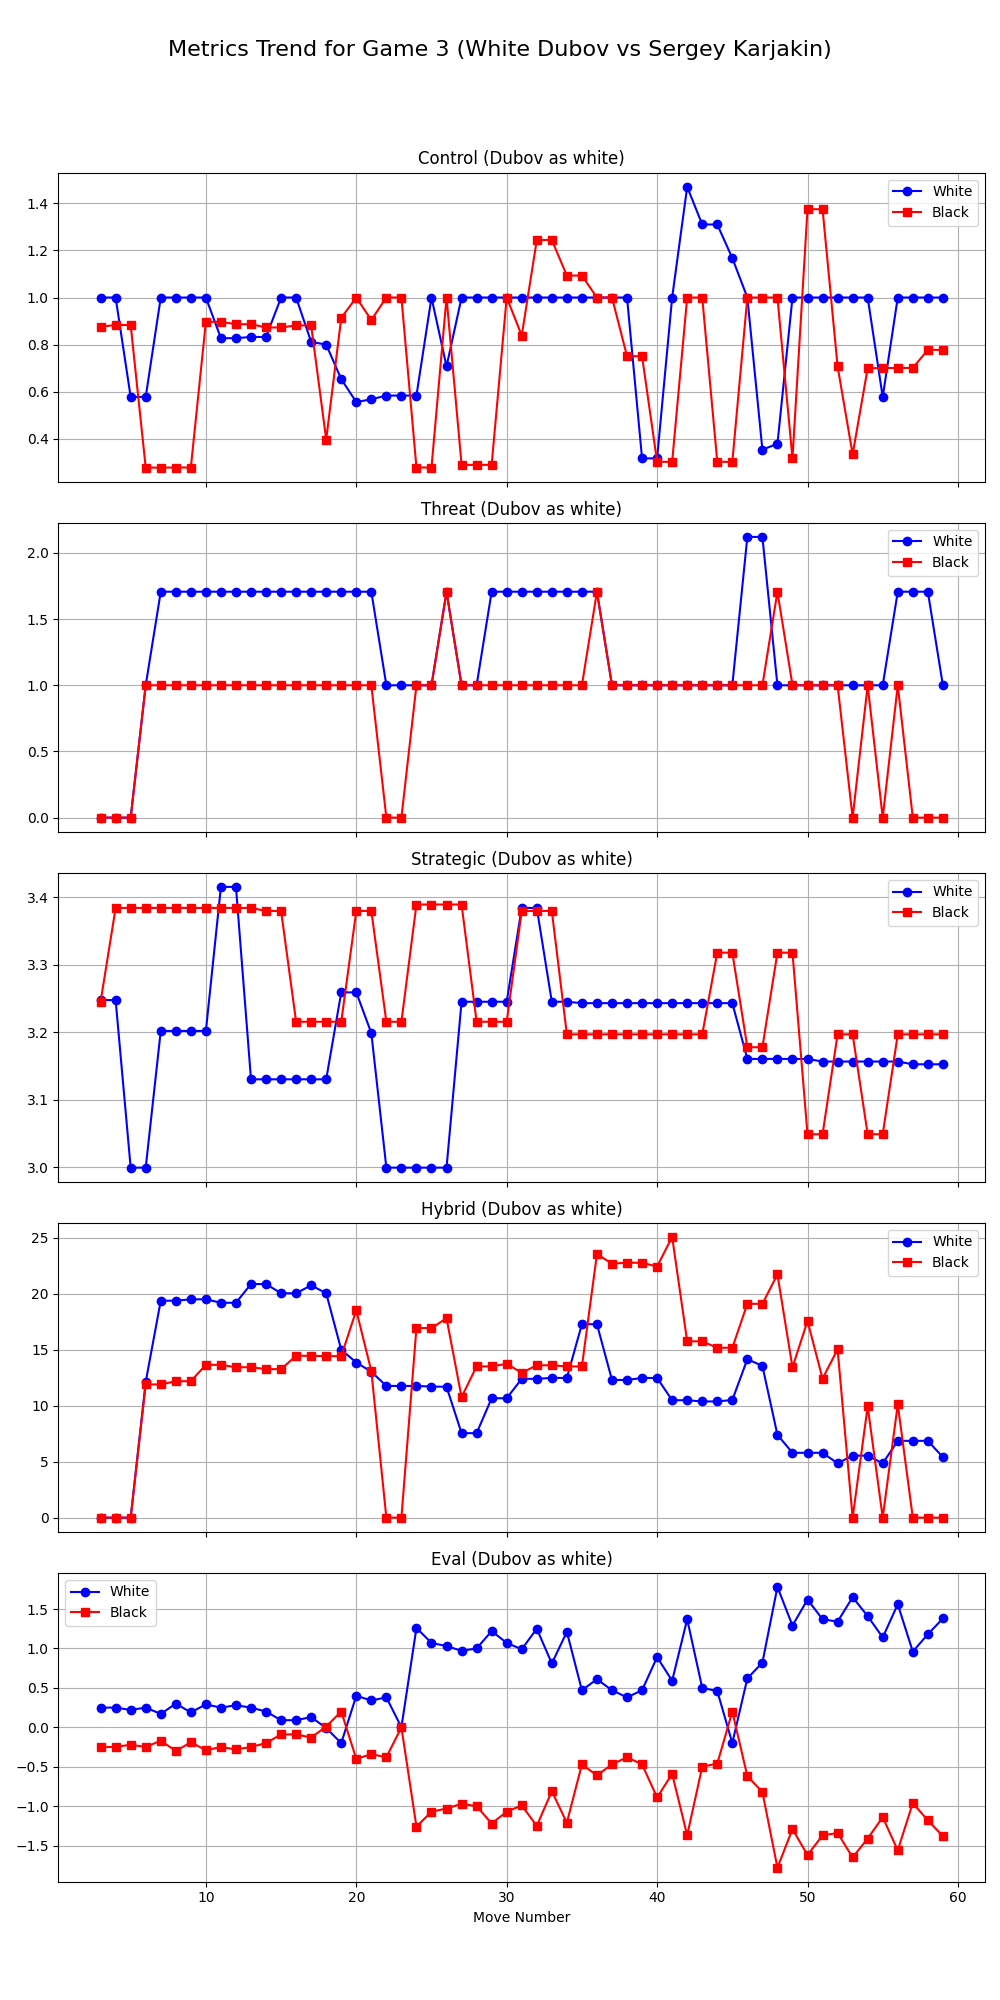 Metrics Trend for Game 3 (White Dubov vs Sergey Karjakin)
Control (Dubov as white)
White
Black
1.4
1.2
1.0
0.8
0.6
0.4
Threat (Dubov as white)
White
Black
2.0
1.5
1.0
0.5
0.0
Strategic (Dubov as white)
White
Black
3.4
3.3
3.2
3.1
3.0
Hybrid (Dubov as white)
White
Black
25
20
15
10
5
0
Eval (Dubov as white)
White
Black
1.5
1.0
0.5
0.0
−0.5
−1.0
−1.5
10 20 30 40 50 60
Move Number